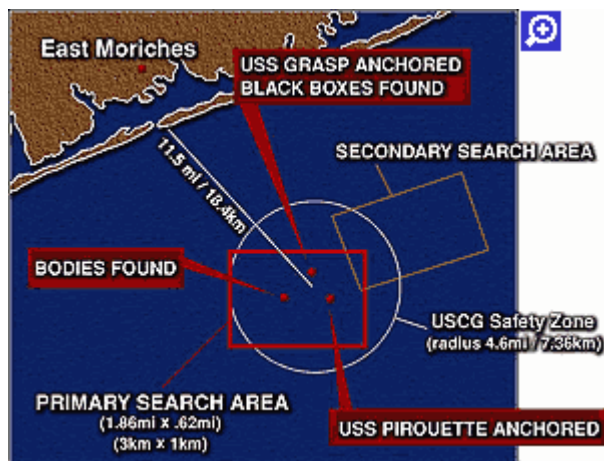 East Moriches
USS GRASP ANCHORED
BLACK BOXES FOUND
11.5 mi / 18.4km
SECONDARY SEARCH AREA
BODIES FOUND
USCG Safety Zone
(radius 4.6mi / 7.36km)
PRIMARY SEARCH AREA
(1.86mi x .62mi)
(3km x 1km)
USS PIROUETTE ANCHORED